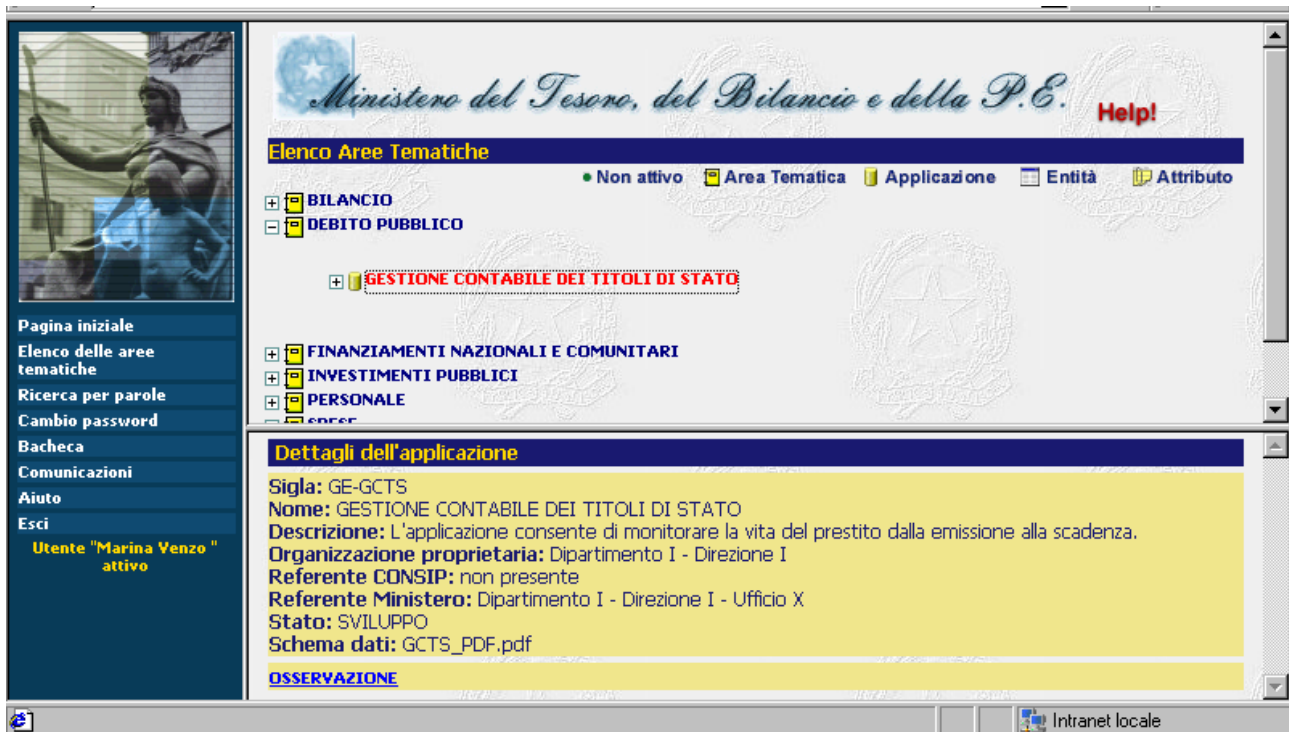 Pagina iniziale
Elenco delle aree
tematiche
Ricerca per parole
Cambio password
Bacheca
Comunicazioni
Aiuto
Esci
Utente "Marina Venzo "
attivo
Ministero del Tesoro, del Bilancio e della P.E.
Help!
Elenco Aree Tematiche
Non attivo Area Tematica Applicazione Entità Attributo
BILANCIO
DEBITO PUBBLICO
GESTIONE CONTABILE DEI TITOLI DI STATO
FINANZIAMENTI NAZIONALI E COMUNITARI
INVESTIMENTI PUBBLICI
PERSONALE
SPESE
Dettagli dell'applicazione
Sigla: GE-GCTS
Nome: GESTIONE CONTABILE DEI TITOLI DI STATO
Descrizione: L'applicazione consente di monitorare la vita del prestito dalla emissione alla scadenza.
Organizzazione proprietaria: Dipartimento I - Direzione I
Referente CONSIP: non presente
Referente Ministero: Dipartimento I - Direzione I - Ufficio X
Stato: SVILUPPO
Schema dati: GCTS_PDF.pdf
OSSERVAZIONE
Intranet locale